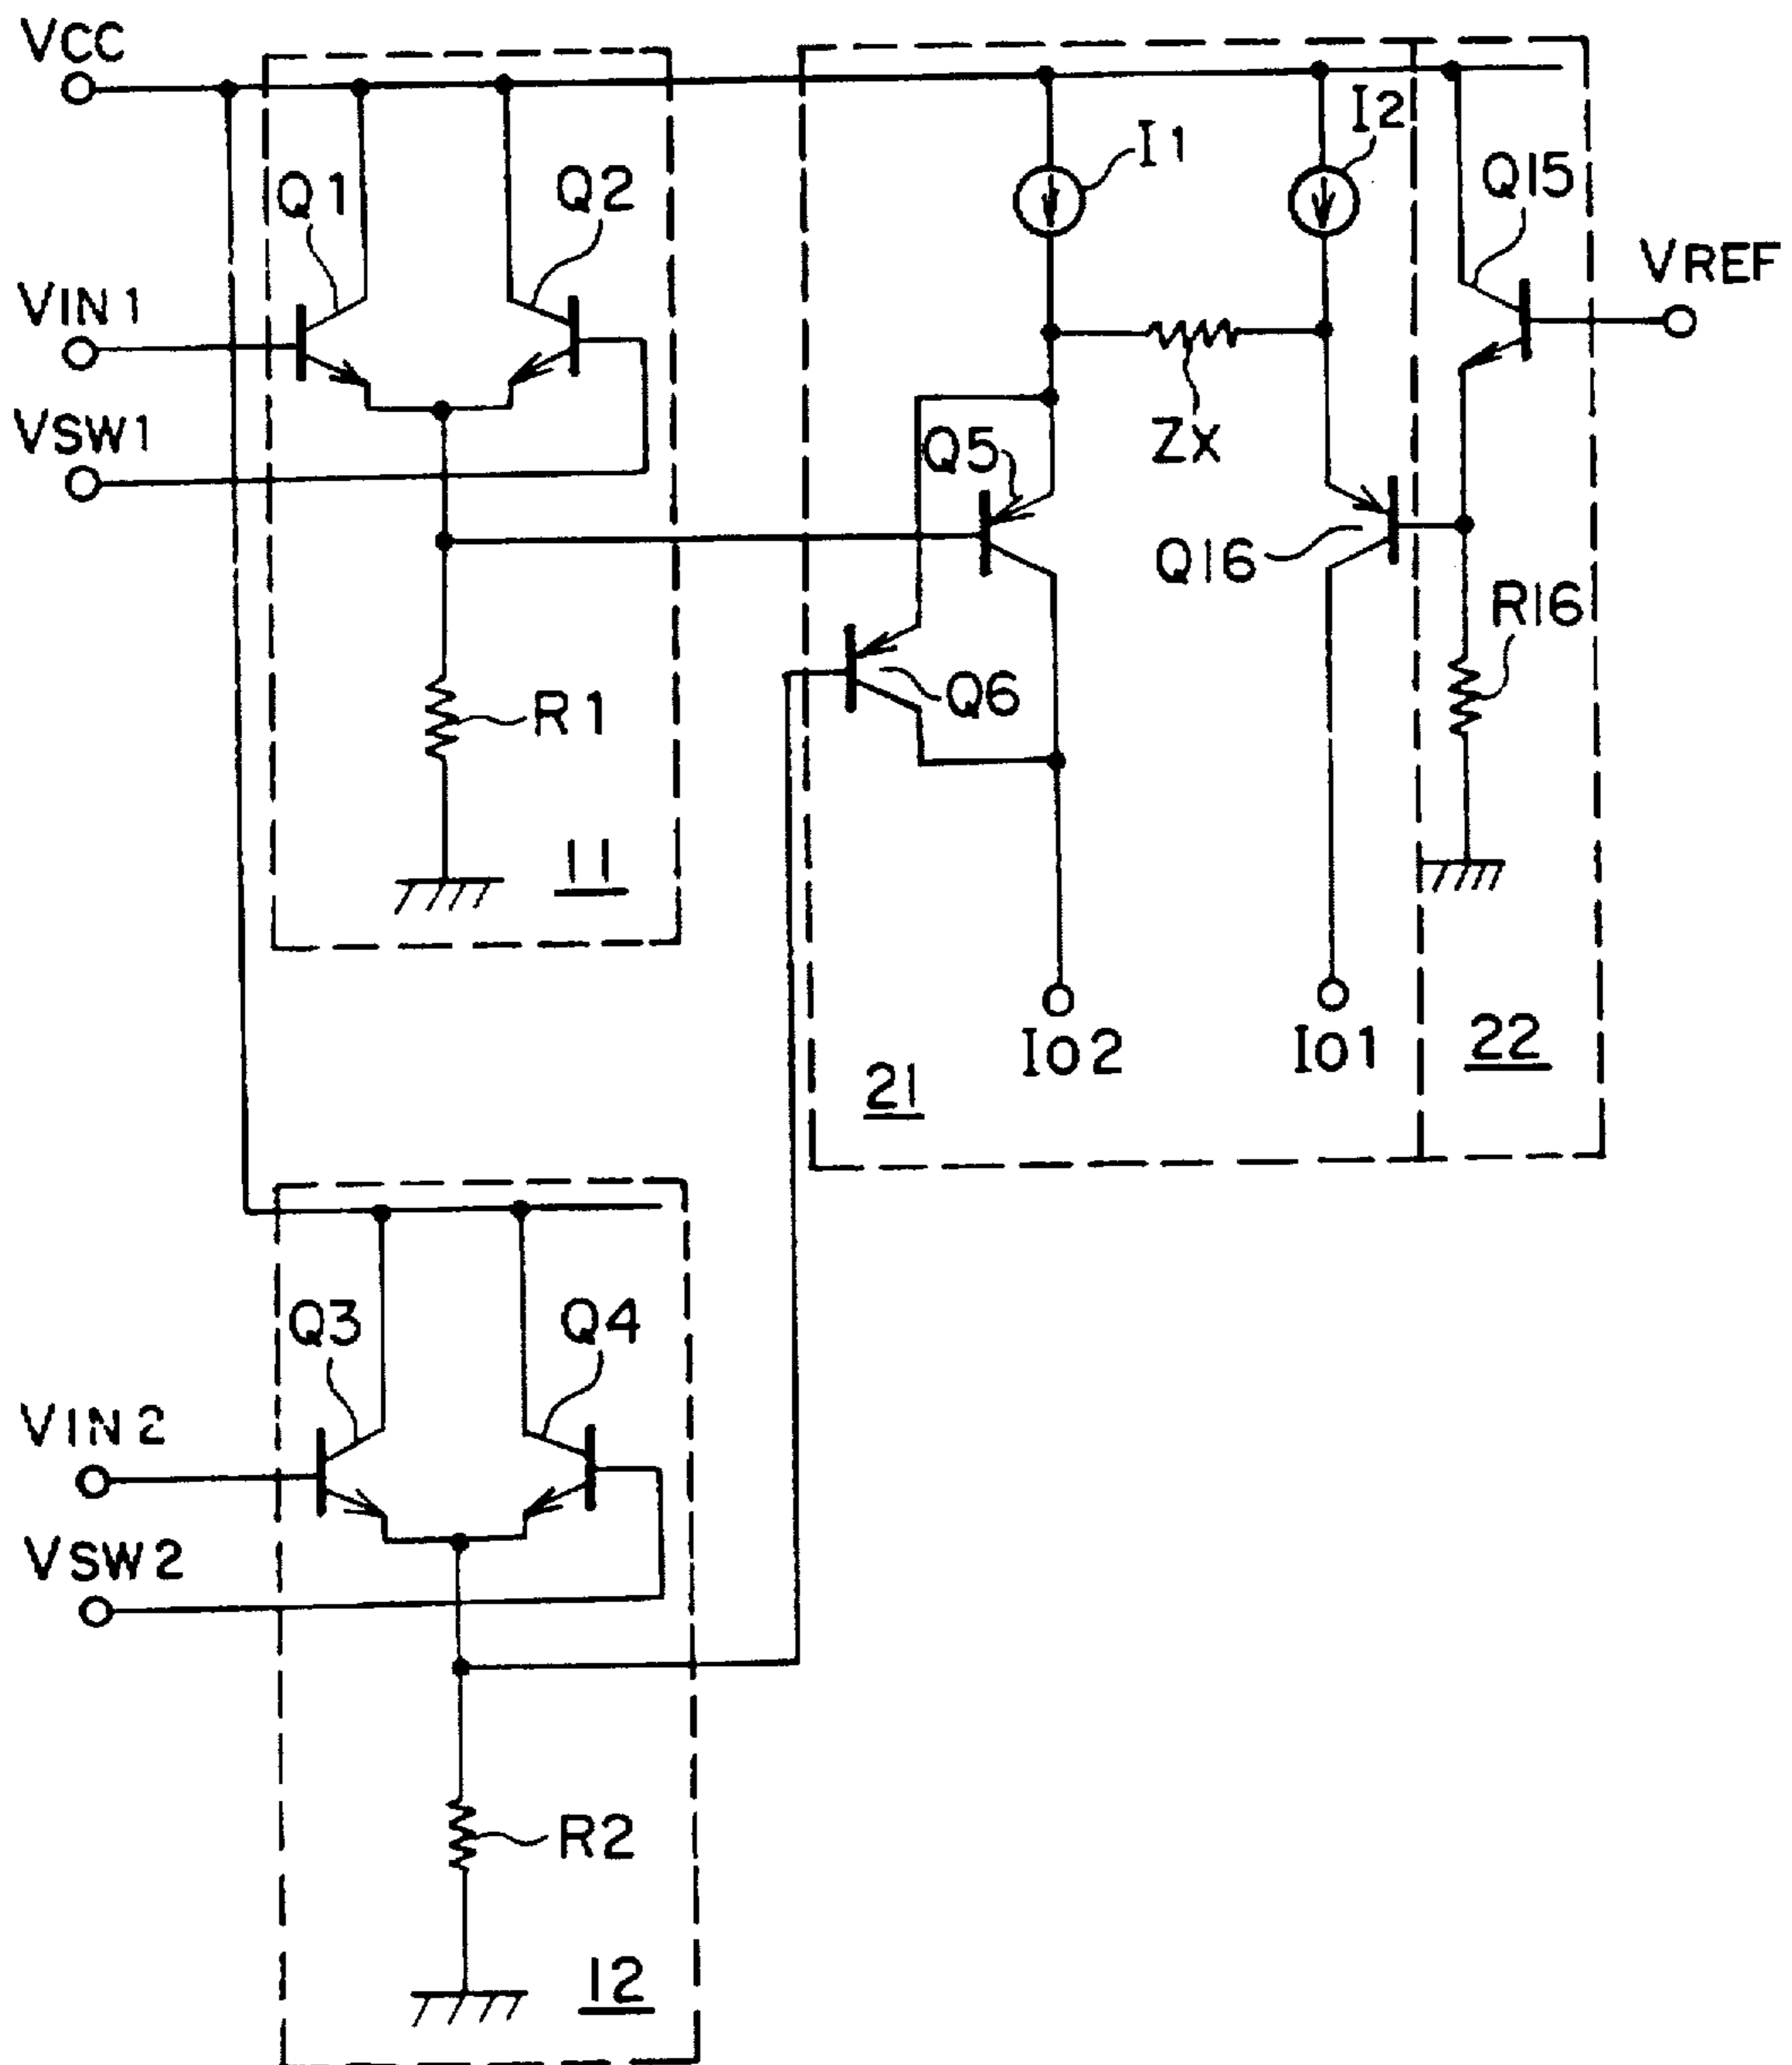 VCC
I1
I2
Q1
Q2
Q15
VIN1
VREF
VSW1
Q5
ZX
Q16
R16
Q6
R1
11
IO2
IO1
22
21
Q3
Q4
VIN2
VSW2
R2
12